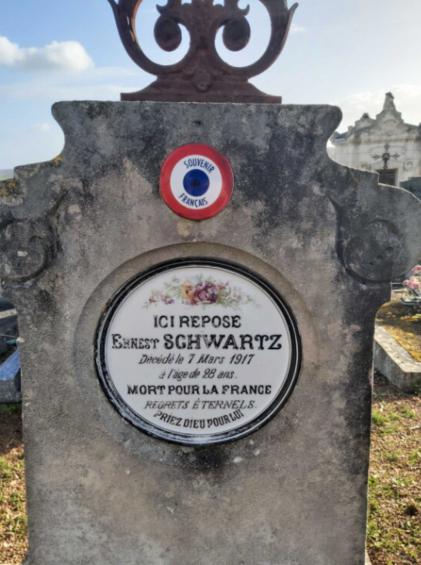 SOUVENIR
FRANÇAIS
ICI REPOSE
ERNEST SCHWARTZ
Décédé le 7 Mars 1917
à l'age de 28 ans.
MORT POUR LA FRANCE
REGRETS ÉTERNELS.
PRIEZ DIEU POUR LUI